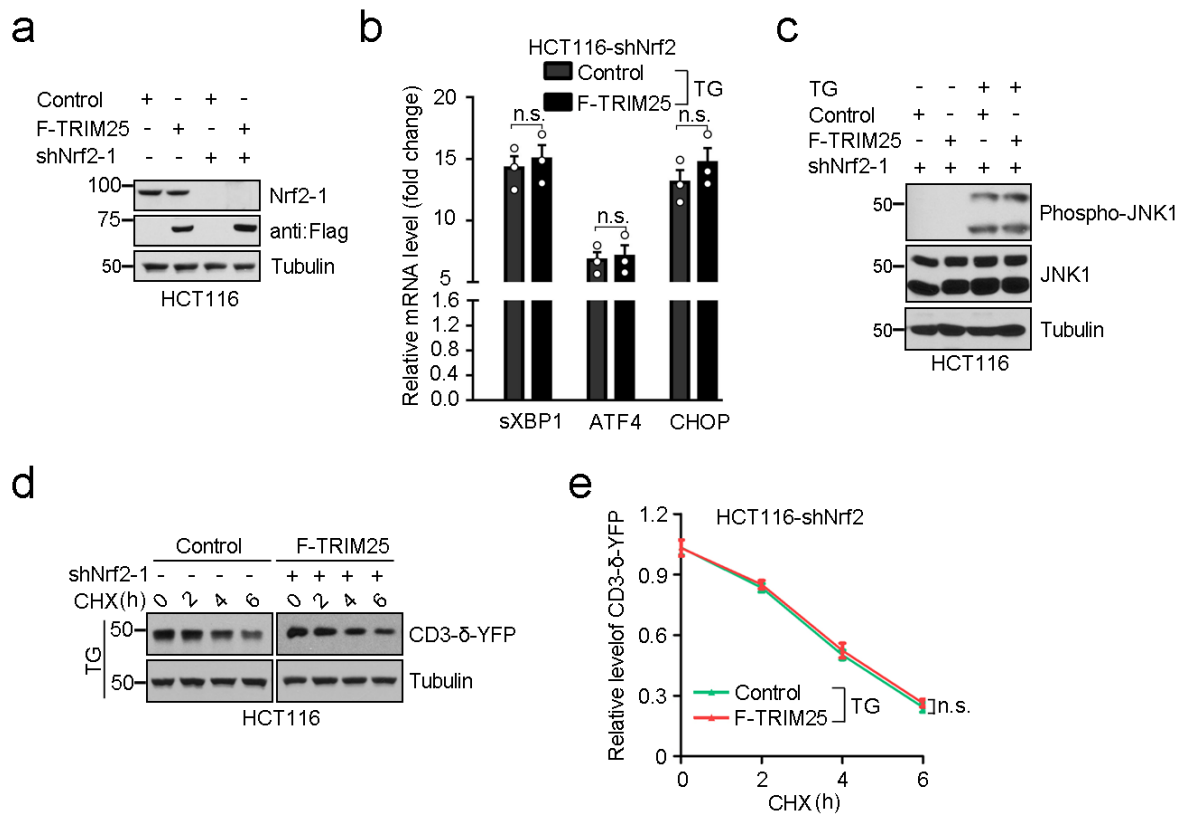 a
Control + - + -
F-TRIM25 - + - +
shNrf2-1 - - + +
100
Nrf2-1
75
anti:Flag
50
Tubulin
HCT116
b
HCT116-shNrf2
Control
F-TRIM25
TG
Relative mRNA level (fold change)
20
15
10
5
1.6
1.2
0.8
0.4
0.0
n.s.
n.s.
n.s.
sXBP1 ATF4 CHOP
c
TG - - + +
Control + - + -
F-TRIM25 - + - +
shNrf2-1 + + + +
50
Phospho-JNK1
50
JNK1
50
Tubulin
HCT116
d
Control F-TRIM25
shNrf2-1 - - - - + + + +
CHX(h) 0 2 4 6 0 2 4 6
TG
50
CD3-δ-YFP
50
Tubulin
HCT116
e
HCT116-shNrf2
Relative levelof CD3-δ-YFP
1.2
0.9
0.6
0.3
0
Control
F-TRIM25
TG
n.s.
0 2 4 6
CHX(h)